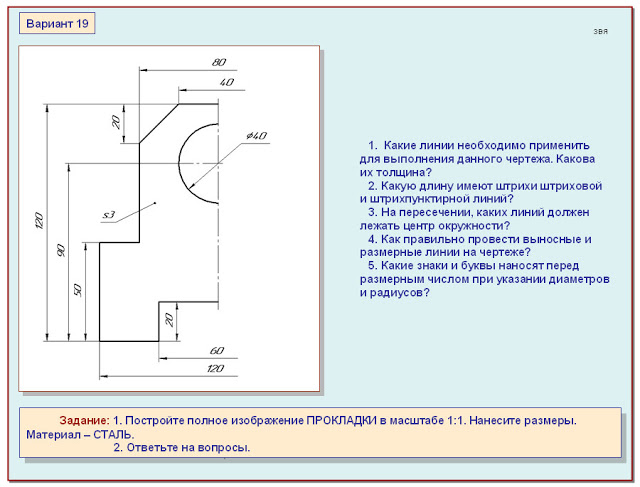 Вариант 19
звя
80
40
20
⌀40
s3
120
90
50
20
60
120
1. Какие линии необходимо применить
для выполнения данного чертежа. Какова
их толщина?
2. Какую длину имеют штрихи штриховой
и штрихпунктирной линий?
3. На пересечении, каких линий должен
лежать центр окружности?
4. Как правильно провести выносные и
размерные линии на чертеже?
5. Какие знаки и буквы наносят перед
размерным числом при указании диаметров
и радиусов?
Задание: 1. Постройте полное изображение ПРОКЛАДКИ в масштабе 1:1. Нанесите размеры.
Материал – СТАЛЬ.
2. Ответьте на вопросы.